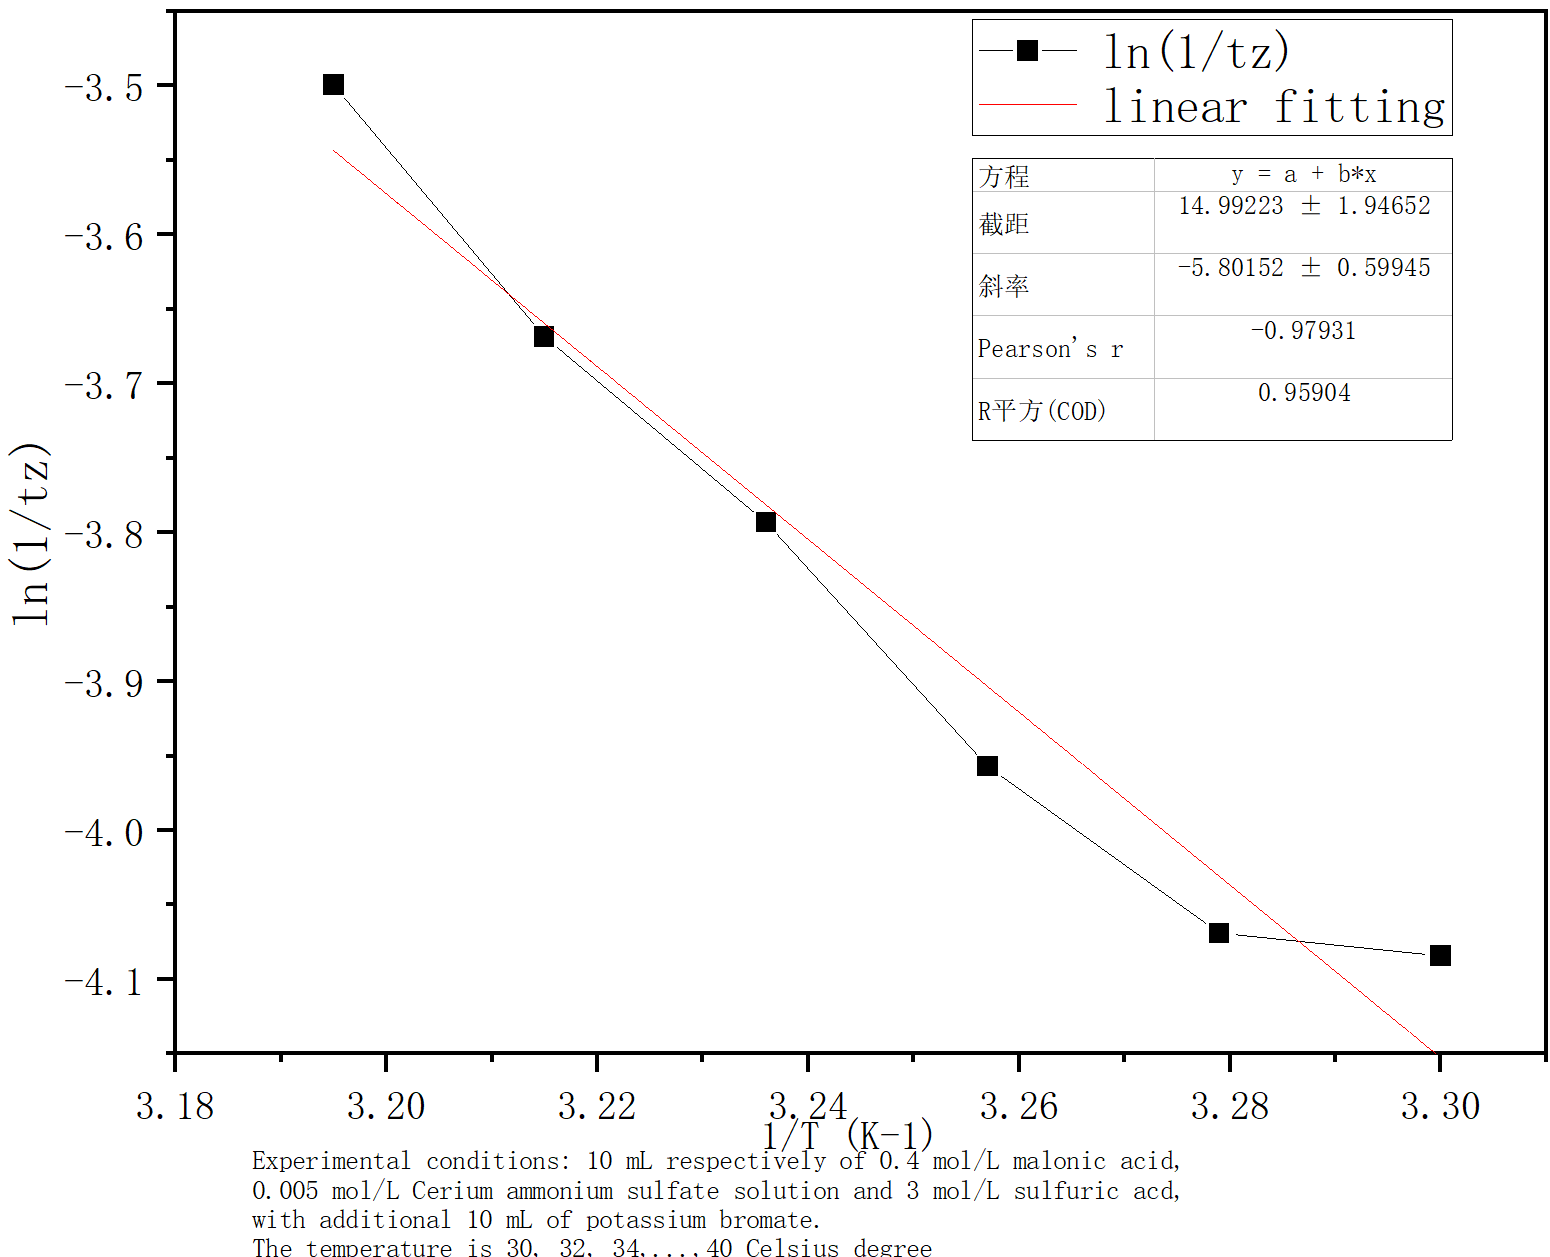 ln(1/tz)
linear fitting
方程 y = a + b*x
截距 14.99223 ± 1.94652
斜率 -5.80152 ± 0.59945
Pearson's r -0.97931
R平方(COD) 0.95904
-3.5
-3.6
-3.7
-3.8
-3.9
-4.0
-4.1
ln(1/tz)
3.18 3.20 3.22 3.24 3.26 3.28 3.30
1/T (K-1)
Experimental conditions: 10 mL respectively of 0.4 mol/L malonic acid,
0.005 mol/L Cerium ammonium sulfate solution and 3 mol/L sulfuric acd,
with additional 10 mL of potassium bromate.
The temperature is 30, 32, 34,...,40 Celsius degree